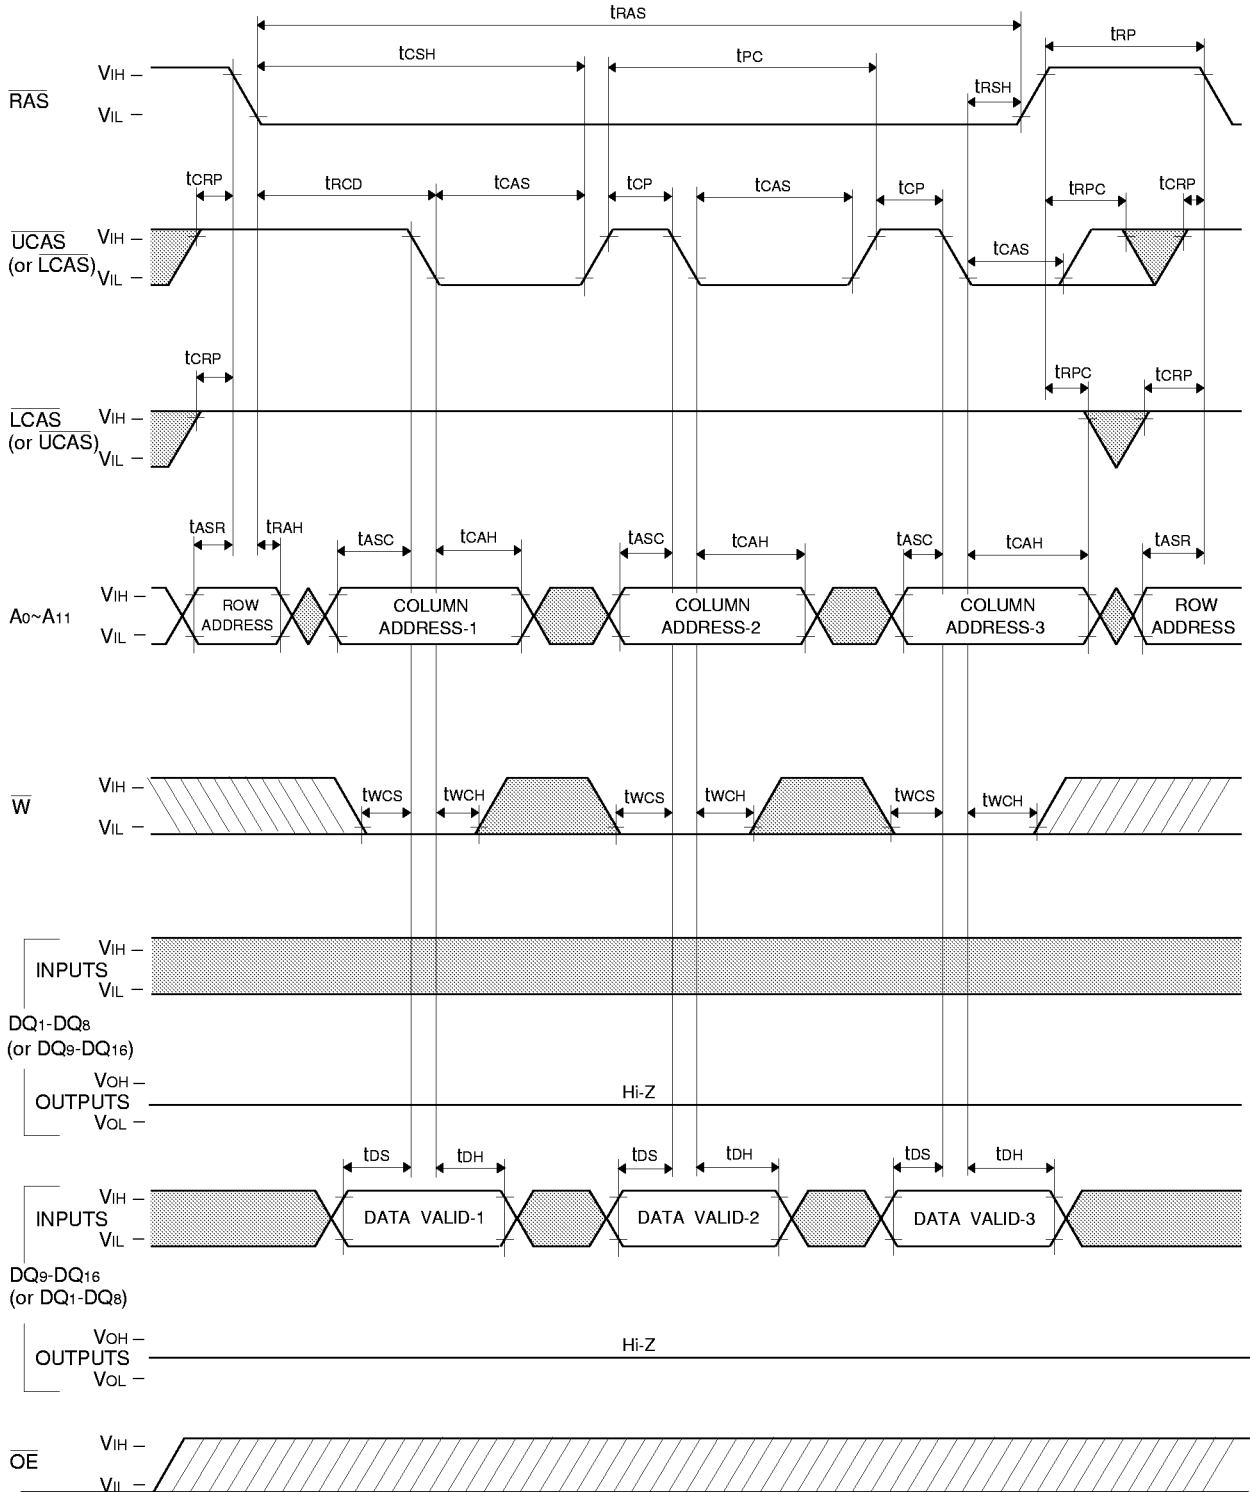 tRAS
tRP
tCSH
tPC
tRSH
VIH
RAS
VIL
tCRP
tRCD
tCAS
tCP
tCAS
tCP
tRPC
tCRP
UCAS
(or LCAS)
VIH
VIL
tCAS
tCRP
tRPC
tCRP
LCAS
(or UCAS)
VIH
VIL
tASR
tRAH
tASC
tCAH
tASC
tCAH
tASC
tCAH
tASR
A0~A11
VIH
VIL
ROW
ADDRESS
COLUMN
ADDRESS-1
COLUMN
ADDRESS-2
COLUMN
ADDRESS-3
ROW
ADDRESS
W
VIH
VIL
tWCS
tWCH
tWCS
tWCH
tWCS
tWCH
VIH
INPUTS
VIL
DQ1-DQ8
(or DQ9-DQ16)
VOH
OUTPUTS
VOL
Hi-Z
tDS
tDH
tDS
tDH
tDS
tDH
VIH
INPUTS
VIL
DATA VALID-1
DATA VALID-2
DATA VALID-3
DQ9-DQ16
(or DQ1-DQ8)
VOH
OUTPUTS
VOL
Hi-Z
OE
VIH
VIL